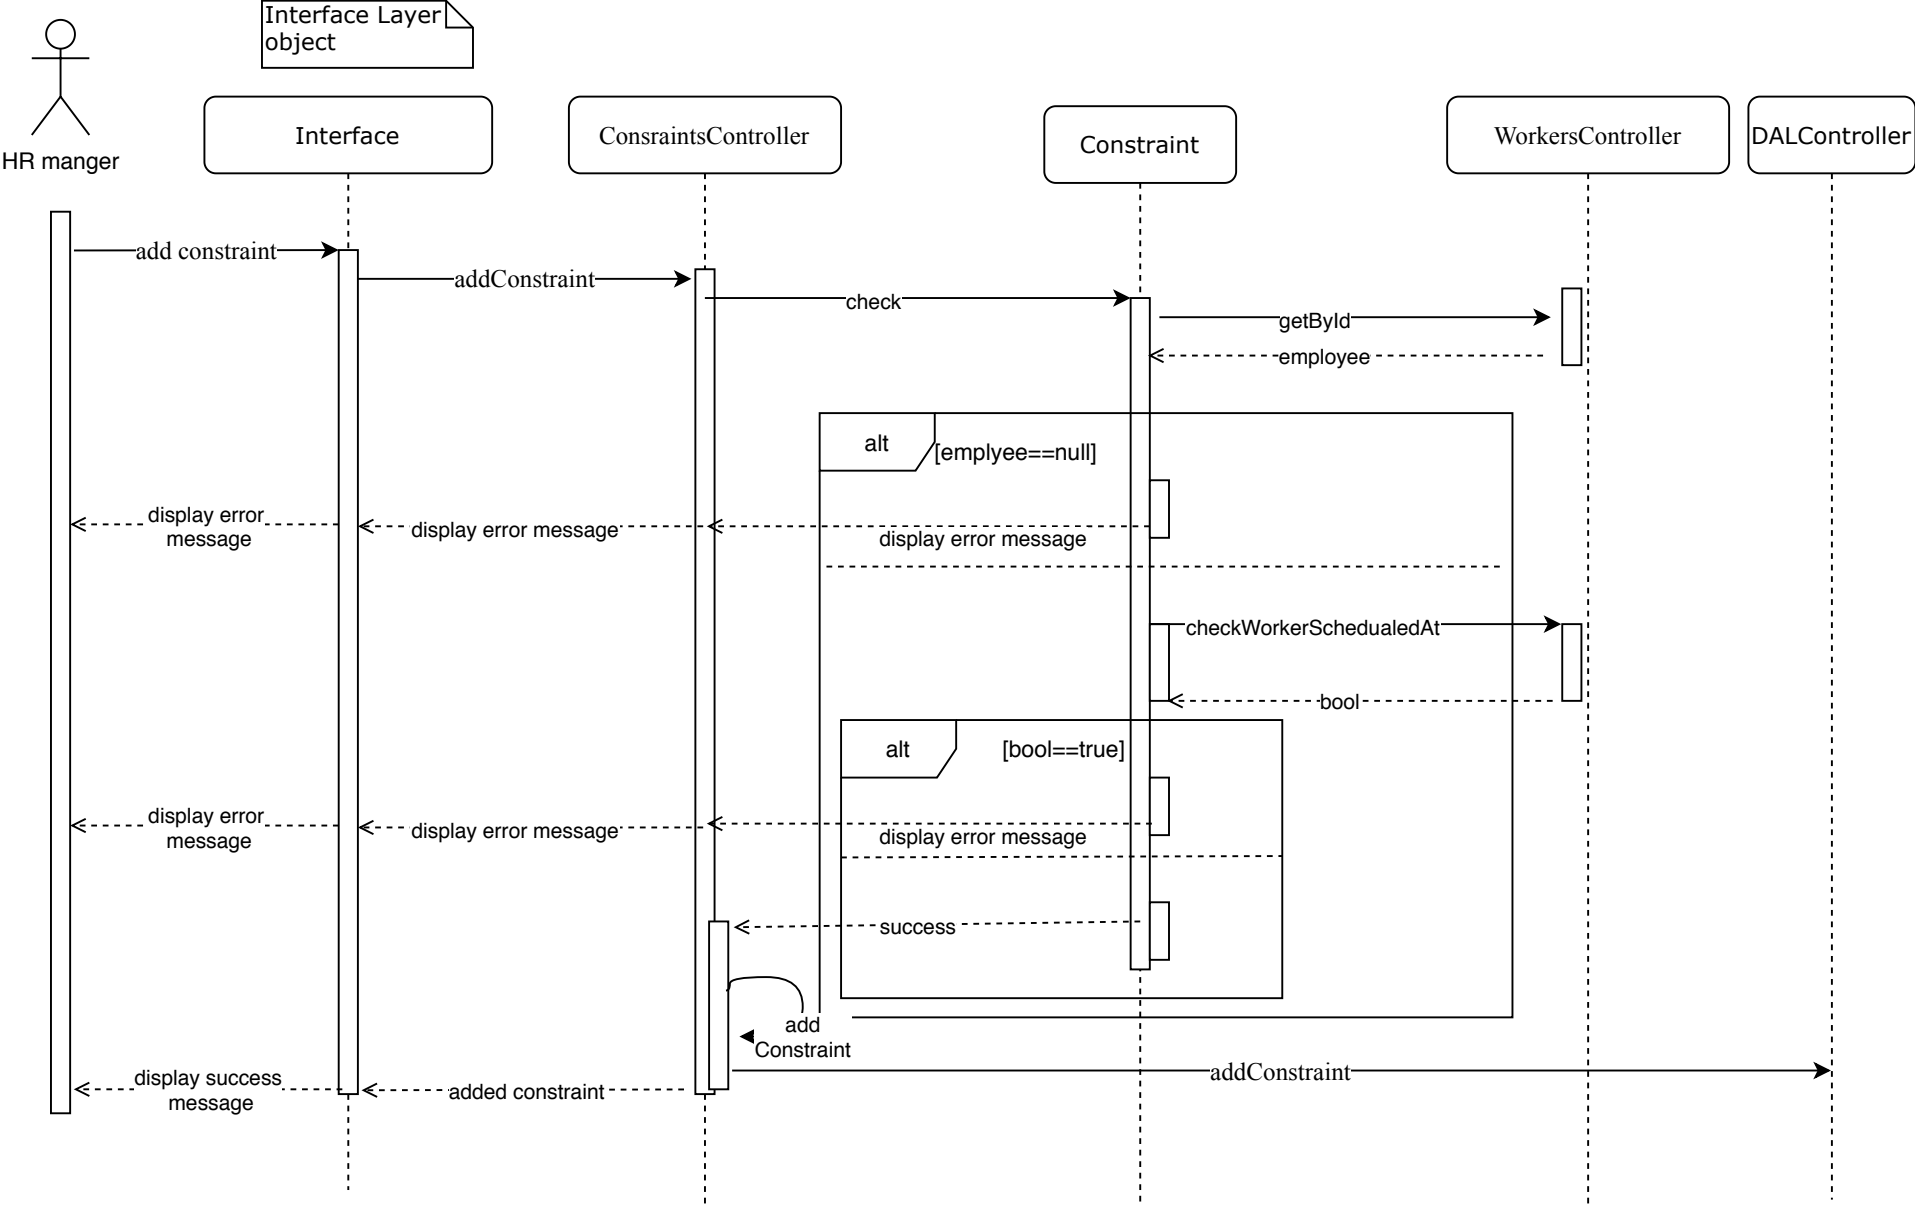 Interface Layer
object
HR manger
Interface
ConsraintsController
Constraint
WorkersController
DALController
add constraint
addConstraint
check
getById
employee
alt
[emplyee==null]
display error
message
display error message
display error message
checkWorkerSchedualedAt
bool
alt
[bool==true]
display error
message
display error message
display error message
success
add
Constraint
addConstraint
display success
message
added constraint